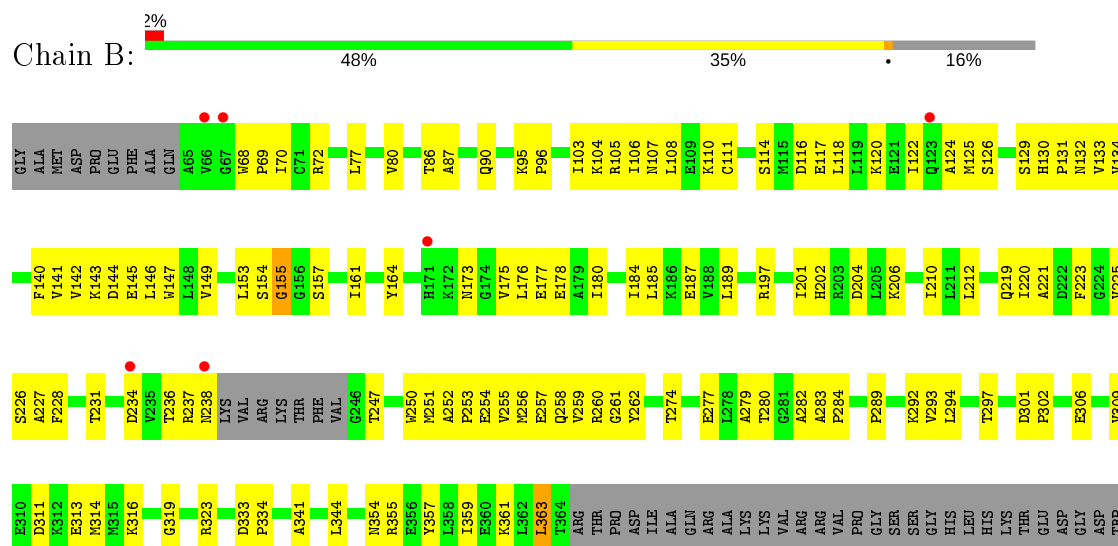 2%
Chain B:
48% 35% • 16%
GLY ALA MET ASP PRO GLU PHE ALA GLN A65 V66 G67 W68 P69 I70 C71 R72 L77 V80 T86 A87 Q90 K95 P96 I103 K104 R105 I106 N107 L108 E109 K110 C111 S114 M115 D116 E117 L118 L119 K120 E121 I122 Q123 A124 M125 S126 S129 H130 P131 N132 V133
F140 V141 V142 K143 D144 E145 L146 W147 L148 V149 L153 S154 G155 G156 S157 I161 Y164 H171 K172 N173 G174 V175 L176 E177 E178 A179 I180 I184 L185 K186 E187 V188 L189 R197 I201 H202 R203 D204 L205 K206 I210 L211 L212 Q219 I220 A221 D222 F223 G224
S226 A227 F228 T231 D234 V235 T236 R237 N238 LYS VAL ARG LYS THR PHE VAL G246 T247 W250 M251 A252 P253 E254 V255 M256 E257 Q258 V259 R260 G261 Y262 T274 E277 L278 A279 T280 G281 A282 A283 P284 P289 K292 V293 L294 T297 D301 P302 E306
E310 D311 K312 E313 M314 M315 K316 G319 R323 D333 P334 A341 L344 N354 R355 E356 Y357 L358 I359 E360 K361 L362 L363 T364 ARG THR PRO ASP ILE ALA GLN ARG ALA LYS LYS VAL ARG ARG VAL PRO GLY SER SER GLY HIS LEU HIS LYS THR GLU ASP GLY ASP